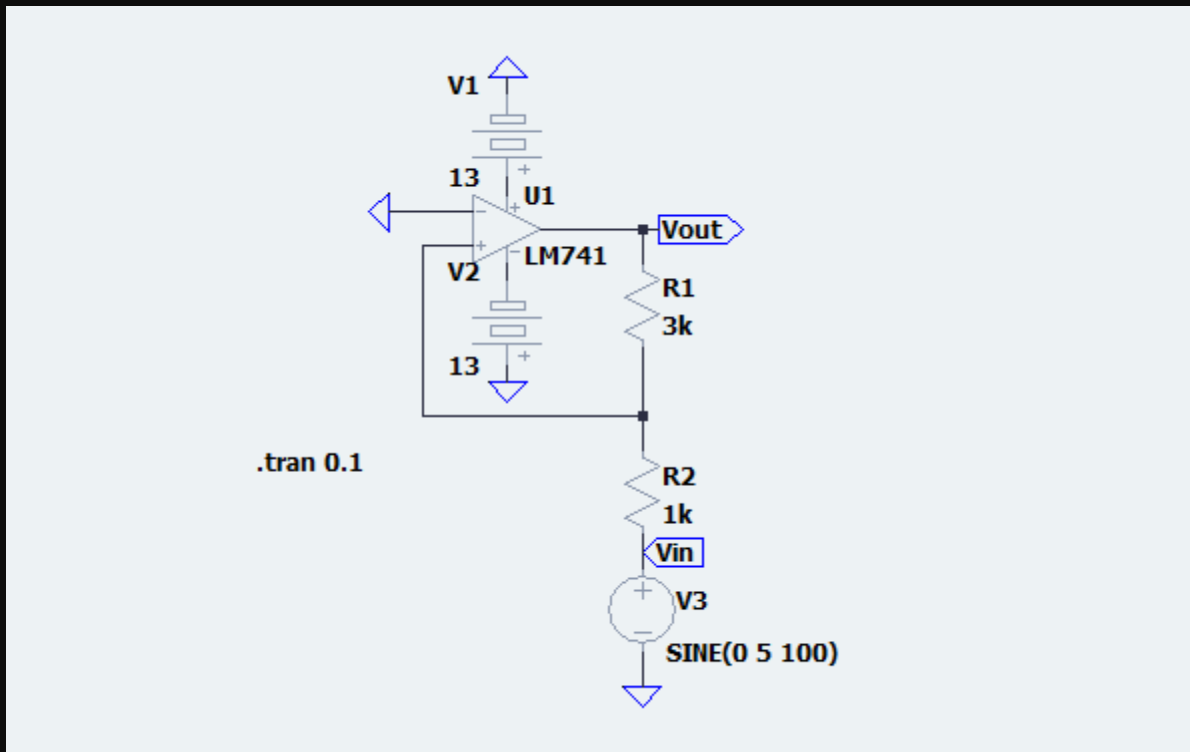 V1
+
13
U1
+
-
Vout
+
-
LM741
V2
R1
3k
+
13
.tran 0.1
R2
1k
Vin
+
V3
-
SINE(0 5 100)